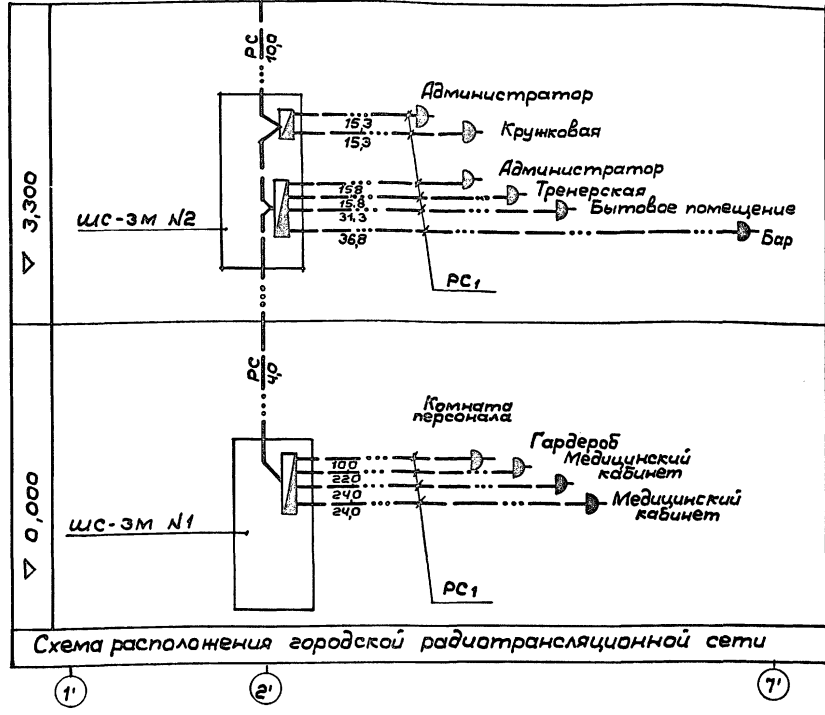 РС
10,0
Администратор
15,3
Кружковая
15,3
Администратор
15.8
Тренерская
15.8
Бытовое помещение
31,3
Бар
36,8
РС1
ШС-3М N2
3,300
РС
4,0
Комната
персонала
10,0
Гардероб
22,0
Медицинский
кабинет
24,0
Медицинский
кабинет
24,0
РС1
ШС-3М N1
0,000
Схема расположения городской радиотрансляционной сети
1'
2'
7'